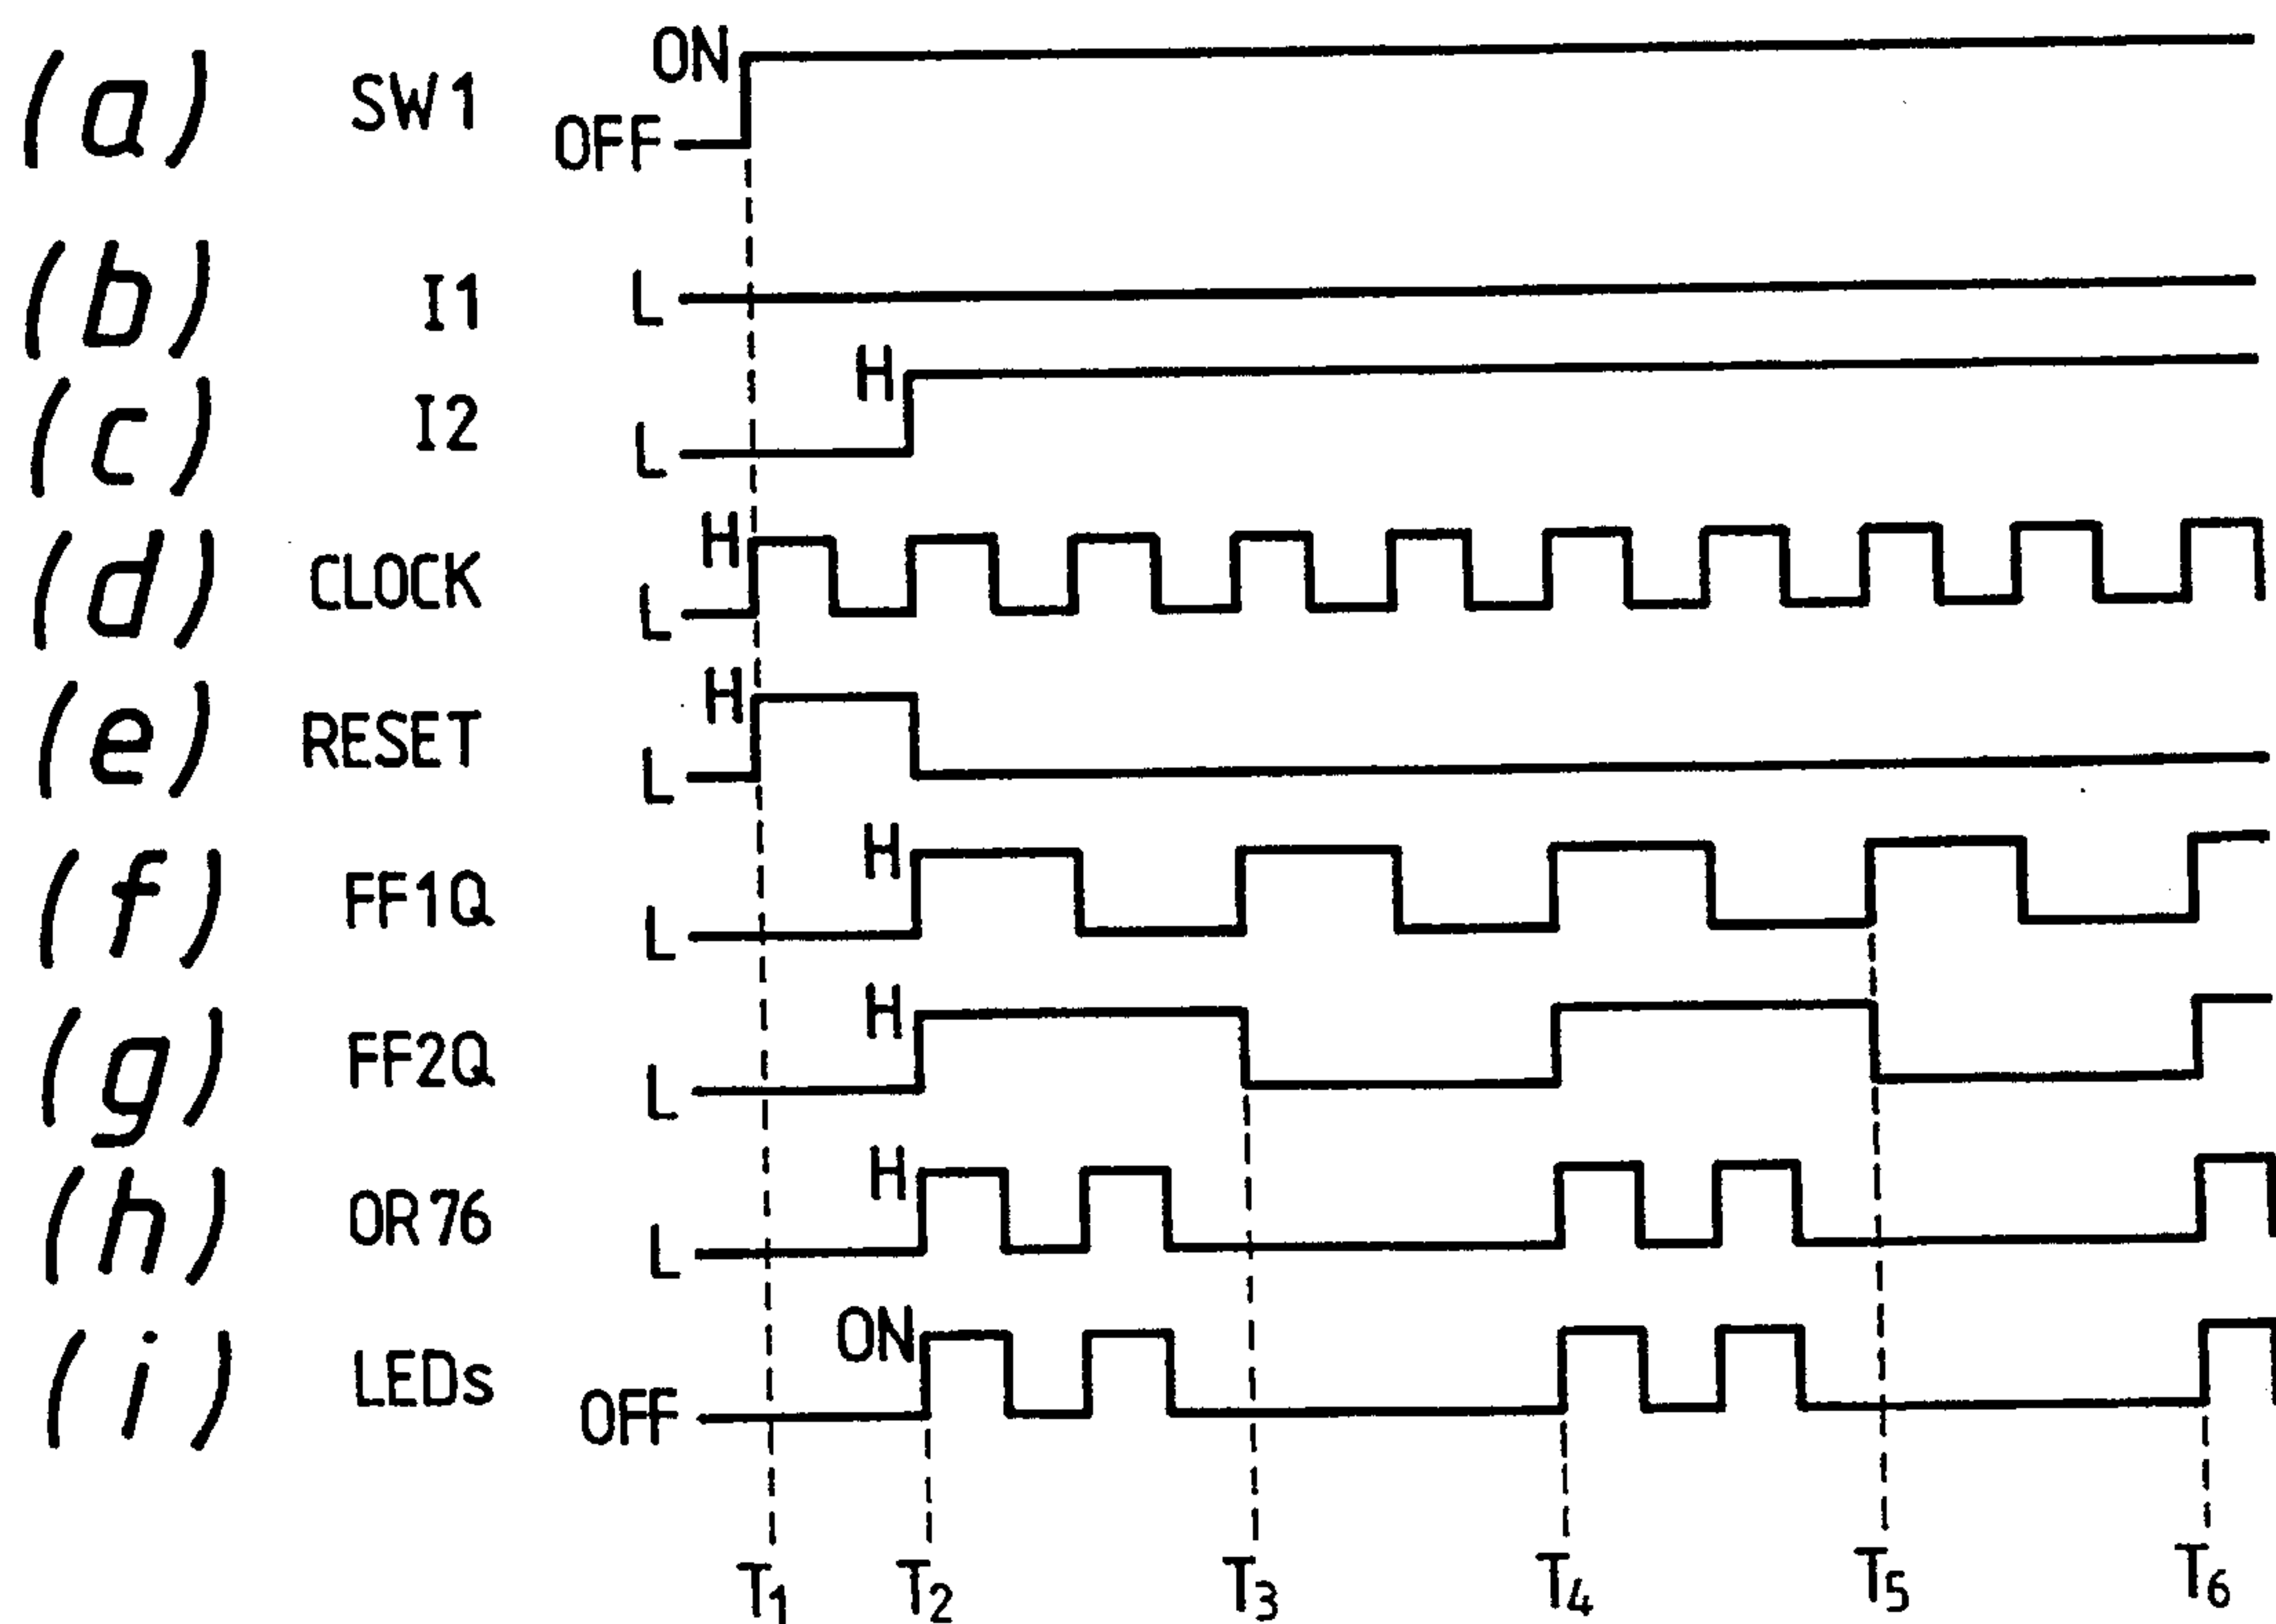 (a) SW1 ON OFF
(b) I1 L
(c) I2 H L
(d) CLOCK H L
(e) RESET H L
(f) FF1Q H L
(g) FF2Q H L
(h) OR76 H L
(i) LEDs ON OFF
T1 T2 T3 T4 T5 T6